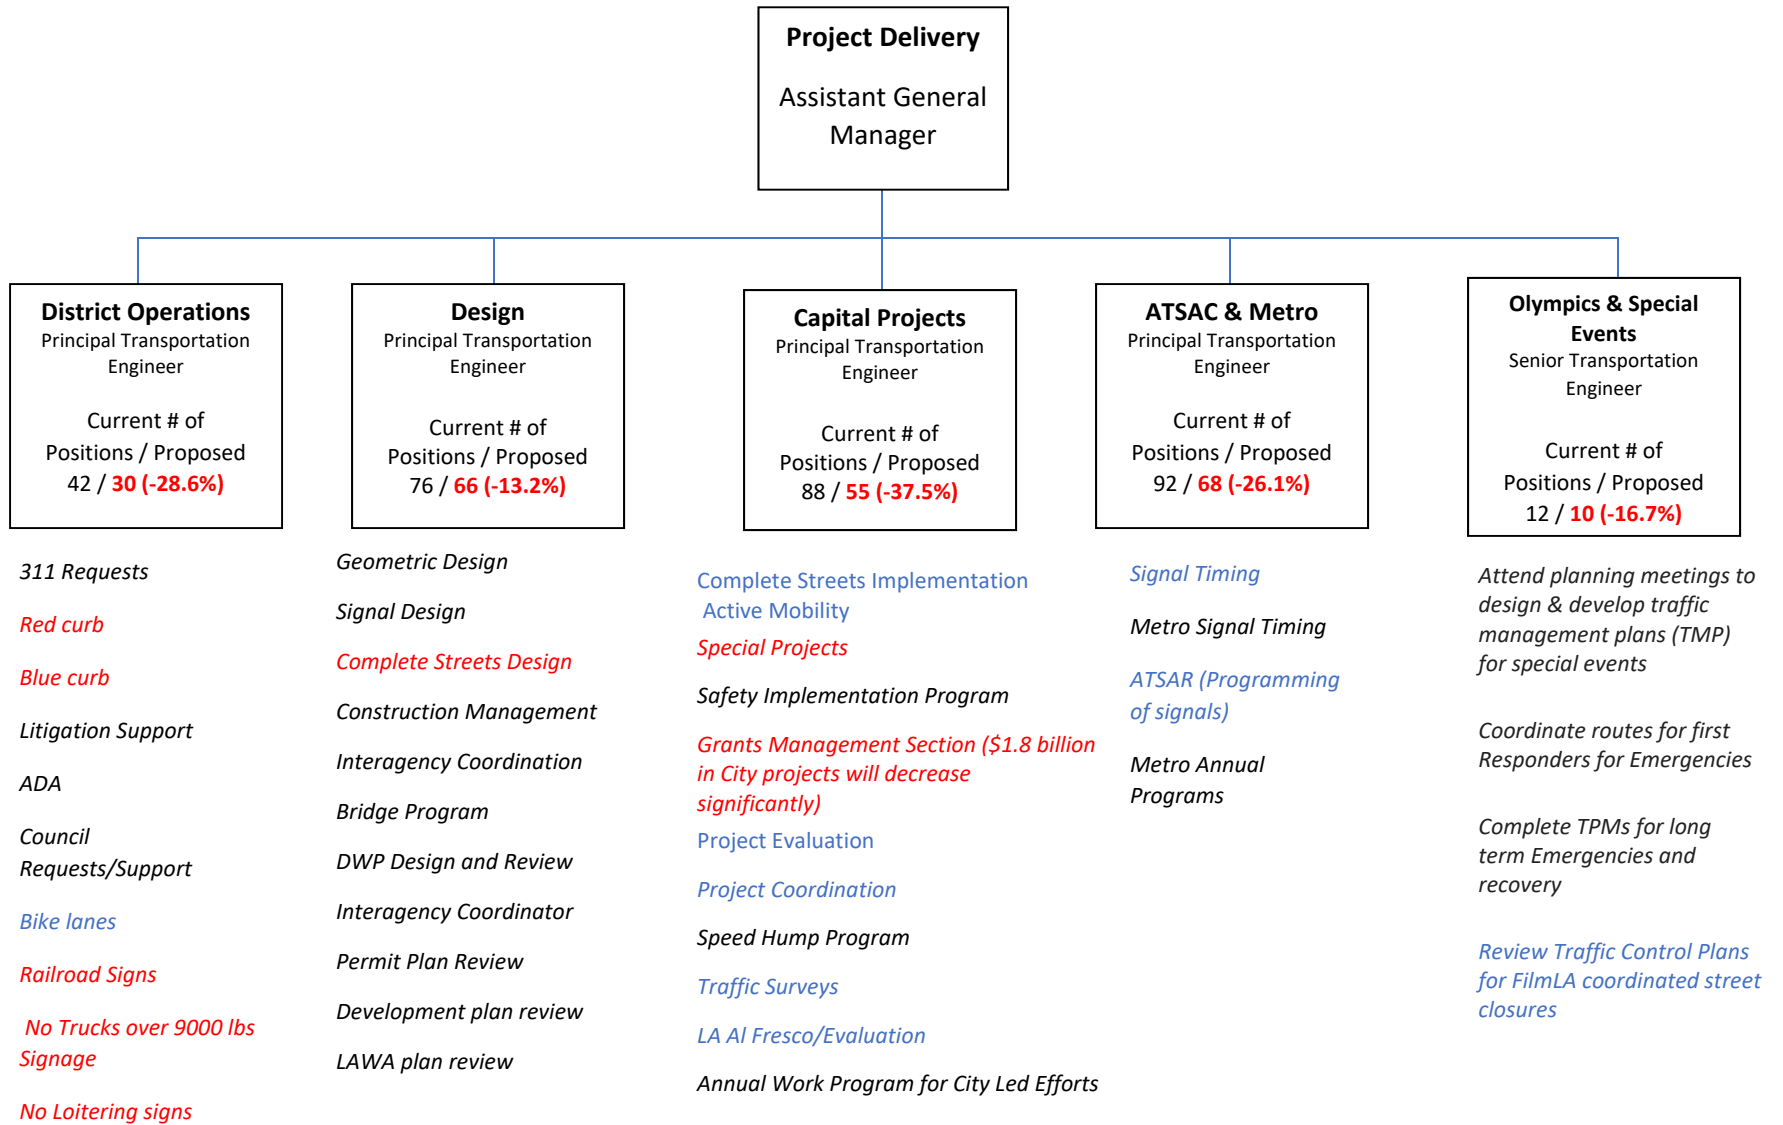 Project Delivery
Assistant General
Manager
District Operations
Principal Transportation
Engineer
Current # of
Positions / Proposed
42 / 30 (-28.6%)
311 Requests
Red curb
Blue curb
Litigation Support
ADA
Council
Requests/Support
Bike lanes
Railroad Signs
No Trucks over 9000 lbs
Signage
No Loitering signs
Design
Principal Transportation
Engineer
Current # of
Positions / Proposed
76 / 66 (-13.2%)
Geometric Design
Signal Design
Complete Streets Design
Construction Management
Interagency Coordination
Bridge Program
DWP Design and Review
Interagency Coordinator
Permit Plan Review
Development plan review
LAWA plan review
Capital Projects
Principal Transportation
Engineer
Current # of
Positions / Proposed
88 / 55 (-37.5%)
Complete Streets Implementation
Active Mobility
Special Projects
Safety Implementation Program
Grants Management Section ($1.8 billion
in City projects will decrease
significantly)
Project Evaluation
Project Coordination
Speed Hump Program
Traffic Surveys
LA Al Fresco/Evaluation
Annual Work Program for City Led Efforts
ATSAC & Metro
Principal Transportation
Engineer
Current # of
Positions / Proposed
92 / 68 (-26.1%)
Signal Timing
Metro Signal Timing
ATSAR (Programming
of signals)
Metro Annual
Programs
Olympics & Special
Events
Senior Transportation
Engineer
Current # of
Positions / Proposed
12 / 10 (-16.7%)
Attend planning meetings to
design & develop traffic
management plans (TMP)
for special events
Coordinate routes for first
Responders for Emergencies
Complete TPMs for long
term Emergencies and
recovery
Review Traffic Control Plans
for FilmLA coordinated street
closures